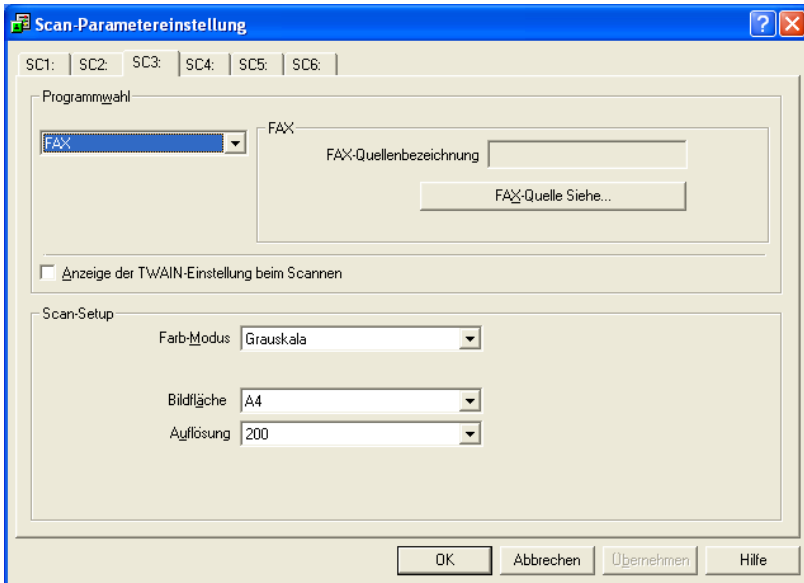 Scan-Parametereinstellung
SC1: SC2: SC3: SC4: SC5: SC6:
Programmwahl
FAX
FAX
FAX-Quellenbezeichnung
FAX-Quelle Siehe...
Anzeige der TWAIN-Einstellung beim Scannen
Scan-Setup
Farb-Modus Grauskala
Bildfläche A4
Auflösung 200
OK Abbrechen Übernehmen Hilfe